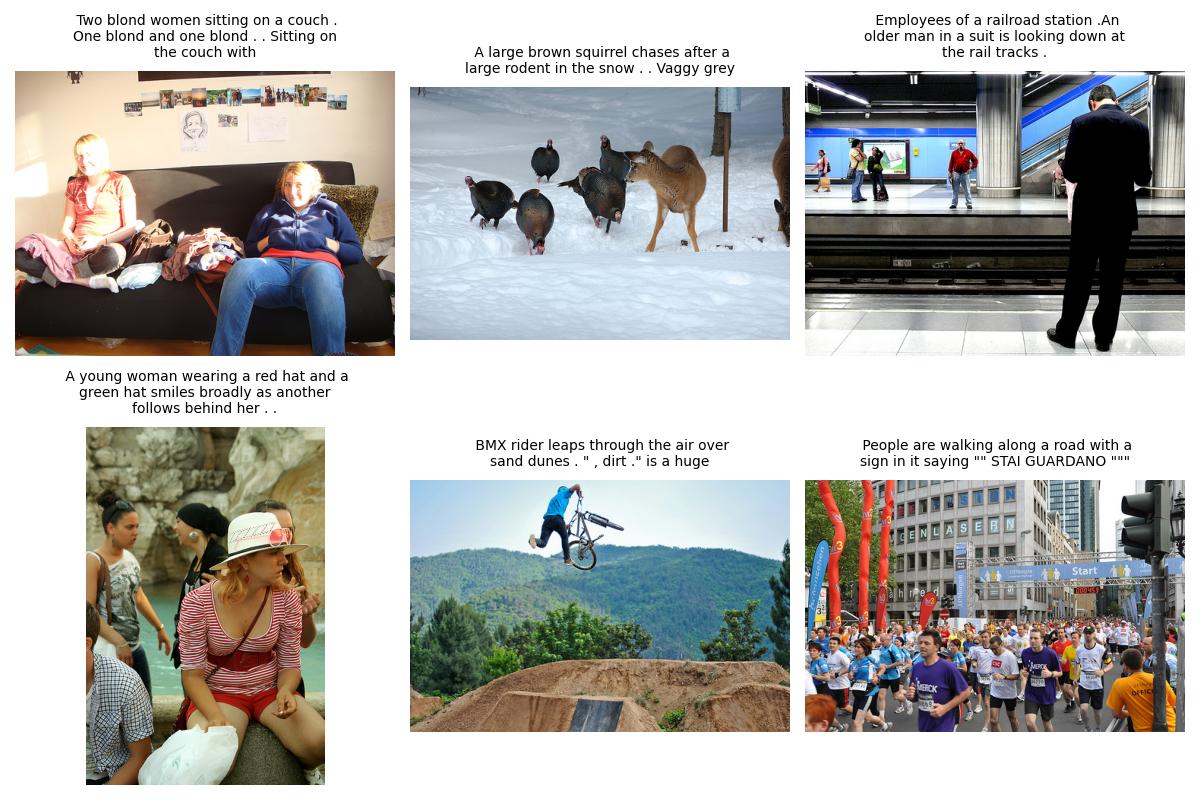 Two blond women sitting on a couch .
One blond and one blond . . Sitting on
the couch with
A large brown squirrel chases after a
large rodent in the snow . . Vaggy grey
Employees of a railroad station .An
older man in a suit is looking down at
the rail tracks .
A young woman wearing a red hat and a
green hat smiles broadly as another
follows behind her . .
BMX rider leaps through the air over
sand dunes . " , dirt ." is a huge
People are walking along a road with a
sign in it saying "" STAI GUARDANO """
GENLASERN
Start
hr3
MERCK